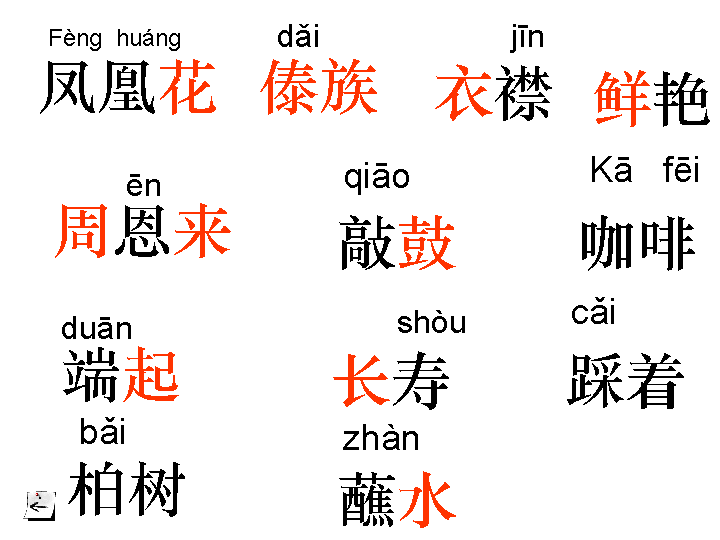 Fèng huáng dǎi jīn
凤凰花 傣族 衣襟 鲜艳
ēn qiāo Kā fēi
周恩来 敲鼓 咖啡
duān shòu cǎi
端起 长寿 踩着
bǎi zhàn
柏树 蘸水